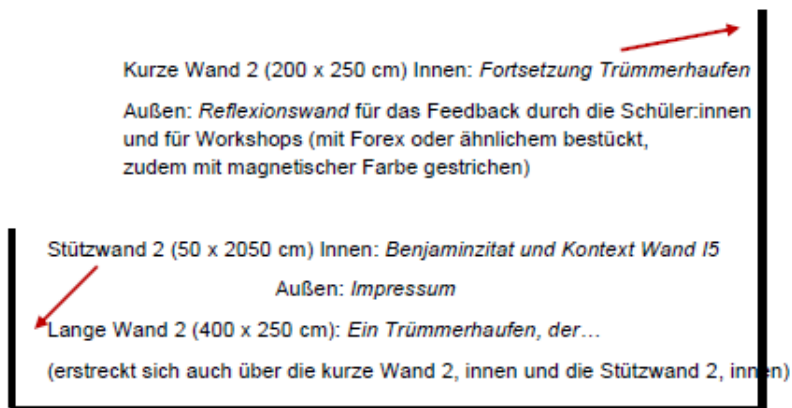 Kurze Wand 2 (200 x 250 cm) Innen: Fortsetzung Trümmerhaufen
Außen: Reflexionswand für das Feedback durch die Schüler:innen
und für Workshops (mit Forex oder ähnlichem bestückt,
zudem mit magnetischer Farbe gestrichen)
Stützwand 2 (50 x 2050 cm) Innen: Benjaminzitat und Kontext Wand I5
Außen: Impressum
Lange Wand 2 (400 x 250 cm): Ein Trümmerhaufen, der…
(erstreckt sich auch über die kurze Wand 2, innen und die Stützwand 2, innen)